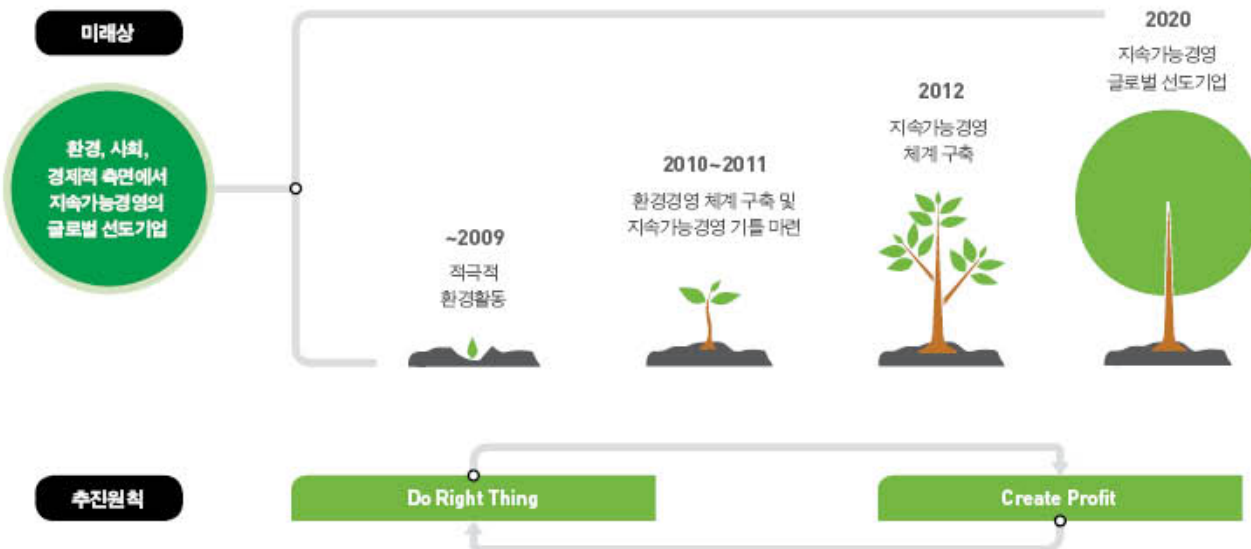 미래상
환경, 사회,
경제적 측면에서
지속가능경영의
글로벌 선도기업
~2009
적극적
환경활동
2010~2011
환경경영 체계 구축 및
지속가능경영 기틀 마련
2012
지속가능경영
체계 구축
2020
지속가능경영
글로벌 선도기업
추진원칙
Do Right Thing
Create Profit